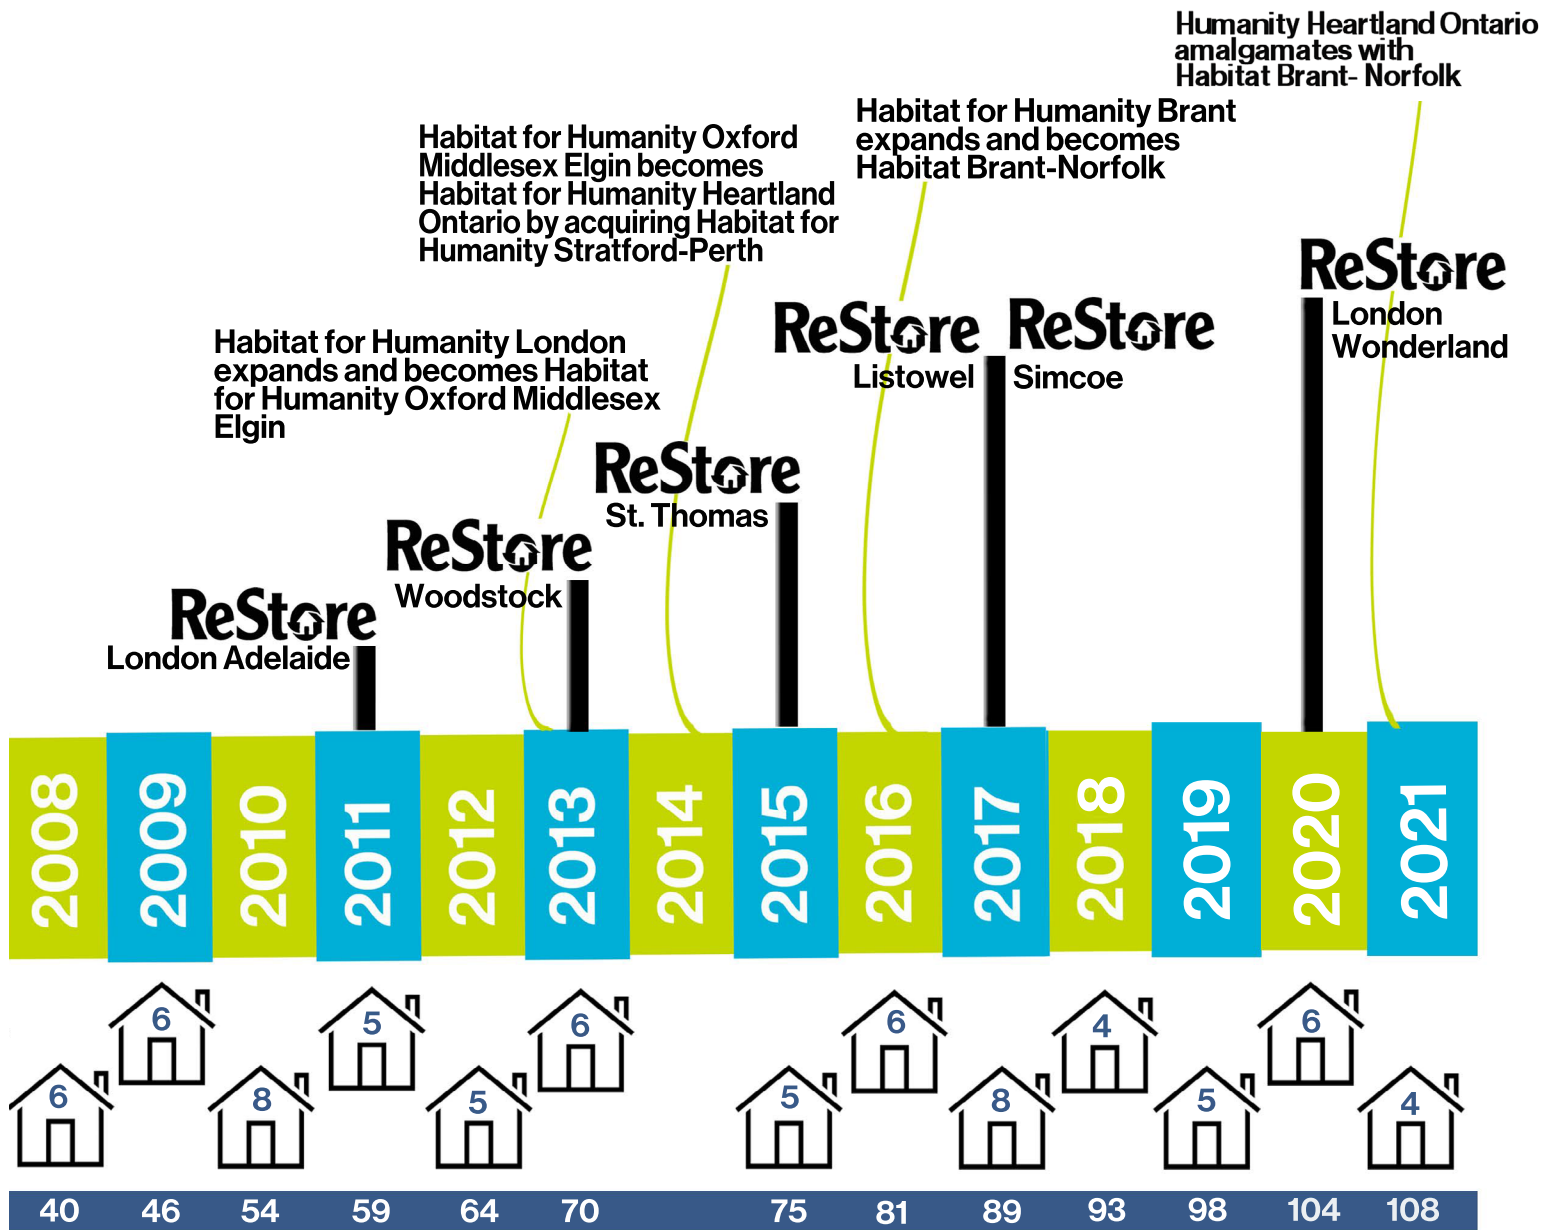 Humanity Heartland Ontario
amalgamates with
Habitat Brant- Norfolk
Habitat for Humanity Brant
expands and becomes
Habitat Brant-Norfolk
Habitat for Humanity Oxford
Middlesex Elgin becomes
Habitat for Humanity Heartland
Ontario by acquiring Habitat for
Humanity Stratford-Perth
Habitat for Humanity London
expands and becomes Habitat
for Humanity Oxford Middlesex
Elgin
ReStore
London Adelaide
ReStore
Woodstock
ReStore
St. Thomas
ReStore
Listowel
ReStore
Simcoe
ReStore
London
Wonderland
2008
2009
2010
2011
2012
2013
2014
2015
2016
2017
2018
2019
2020
2021
6
6
8
5
5
6
5
6
8
4
5
6
4
40 46 54 59 64 70 75 81 89 93 98 104 108